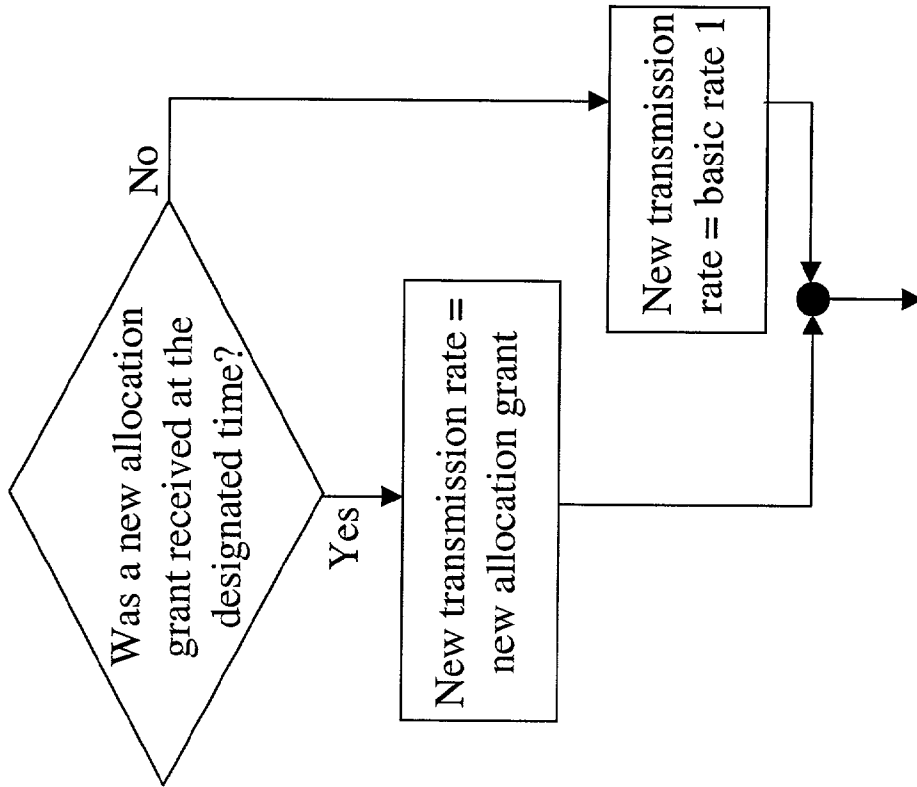 Was a new allocation
grant received at the
designated time?
No
Yes
New transmission rate =
new allocation grant
New transmission
rate = basic rate 1